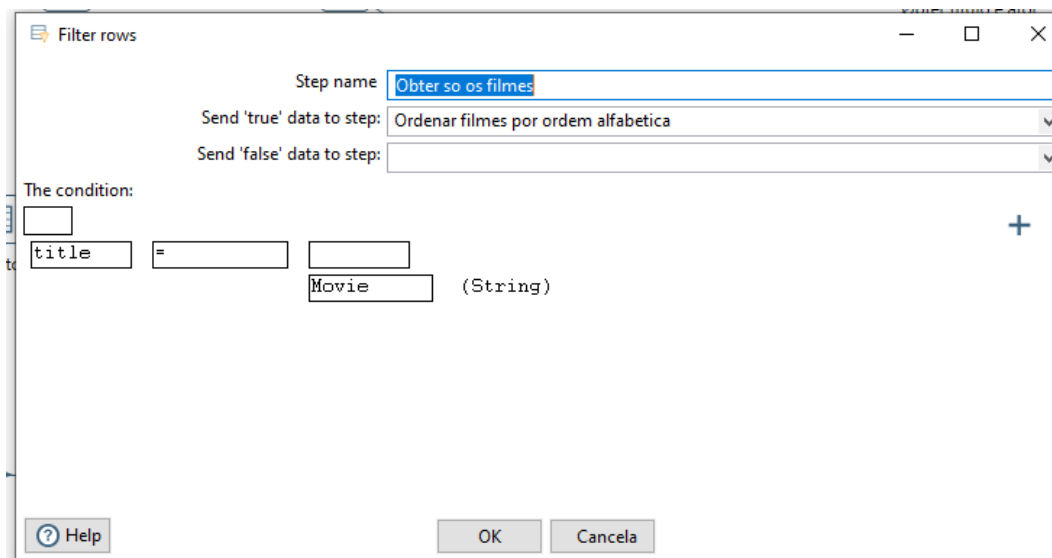 Filter rows
Step name Obter so os filmes
Send 'true' data to step: Ordenar filmes por ordem alfabetica
Send 'false' data to step:
The condition:
title =
Movie (String)
Help OK Cancela